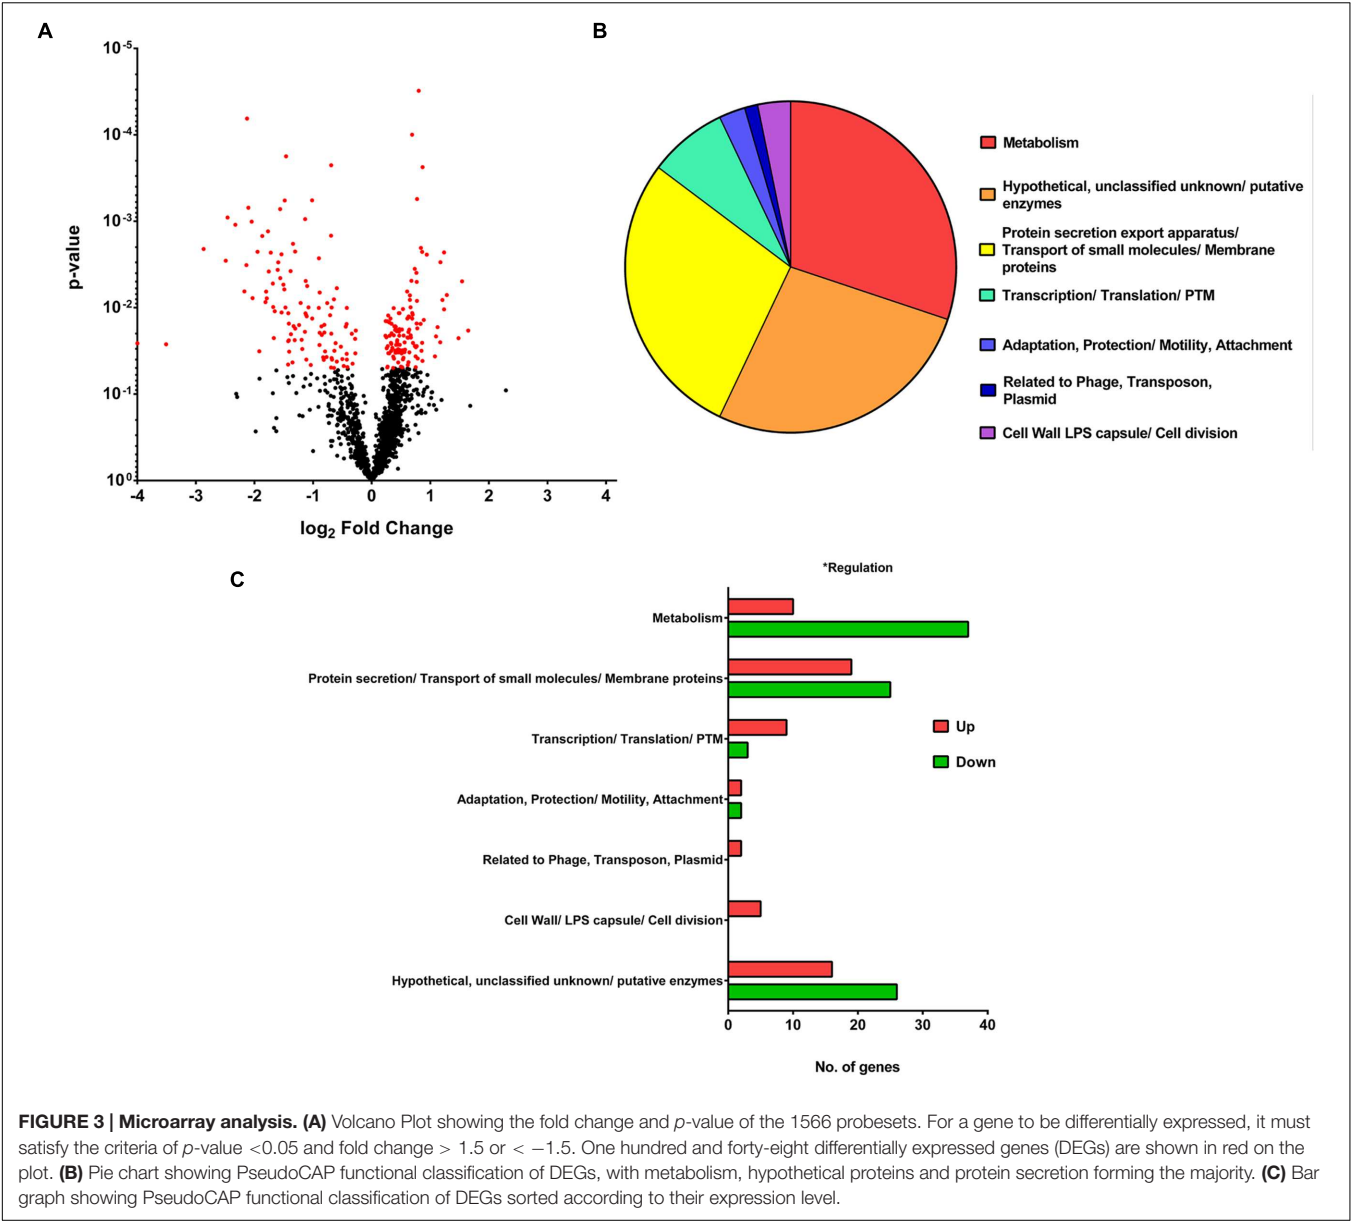 A
B
10-5
10-4
10-3
10-2
10-1
100
p-value
-4 -3 -2 -1 0 1 2 3 4
log2 Fold Change
Metabolism
Hypothetical, unclassified unknown/ putative
enzymes
Protein secretion export apparatus/
Transport of small molecules/ Membrane
proteins
Transcription/ Translation/ PTM
Adaptation, Protection/ Motility, Attachment
Related to Phage, Transposon,
Plasmid
Cell Wall LPS capsule/ Cell division
C
*Regulation
Metabolism
Protein secretion/ Transport of small molecules/ Membrane proteins
Transcription/ Translation/ PTM
Adaptation, Protection/ Motility, Attachment
Related to Phage, Transposon, Plasmid
Cell Wall/ LPS capsule/ Cell division
Hypothetical, unclassified unknown/ putative enzymes
Up
Down
0 10 20 30 40
No. of genes
FIGURE 3 | Microarray analysis. (A) Volcano Plot showing the fold change and p-value of the 1566 probesets. For a gene to be differentially expressed, it must
satisfy the criteria of p-value <0.05 and fold change > 1.5 or < −1.5. One hundred and forty-eight differentially expressed genes (DEGs) are shown in red on the
plot. (B) Pie chart showing PseudoCAP functional classification of DEGs, with metabolism, hypothetical proteins and protein secretion forming the majority. (C) Bar
graph showing PseudoCAP functional classification of DEGs sorted according to their expression level.